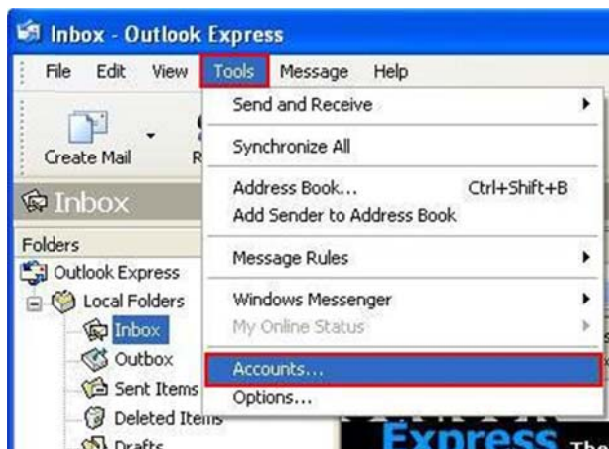 Inbox - Outlook Express
File Edit View Tools Message Help
Create Mail
Send and Receive
Synchronize All
Address Book... Ctrl+Shift+B
Add Sender to Address Book
Message Rules
Windows Messenger
My Online Status
Accounts...
Options...
Inbox
Folders
Outlook Express
Local Folders
Inbox
Outbox
Sent Items
Deleted Items
Drafts
Express The